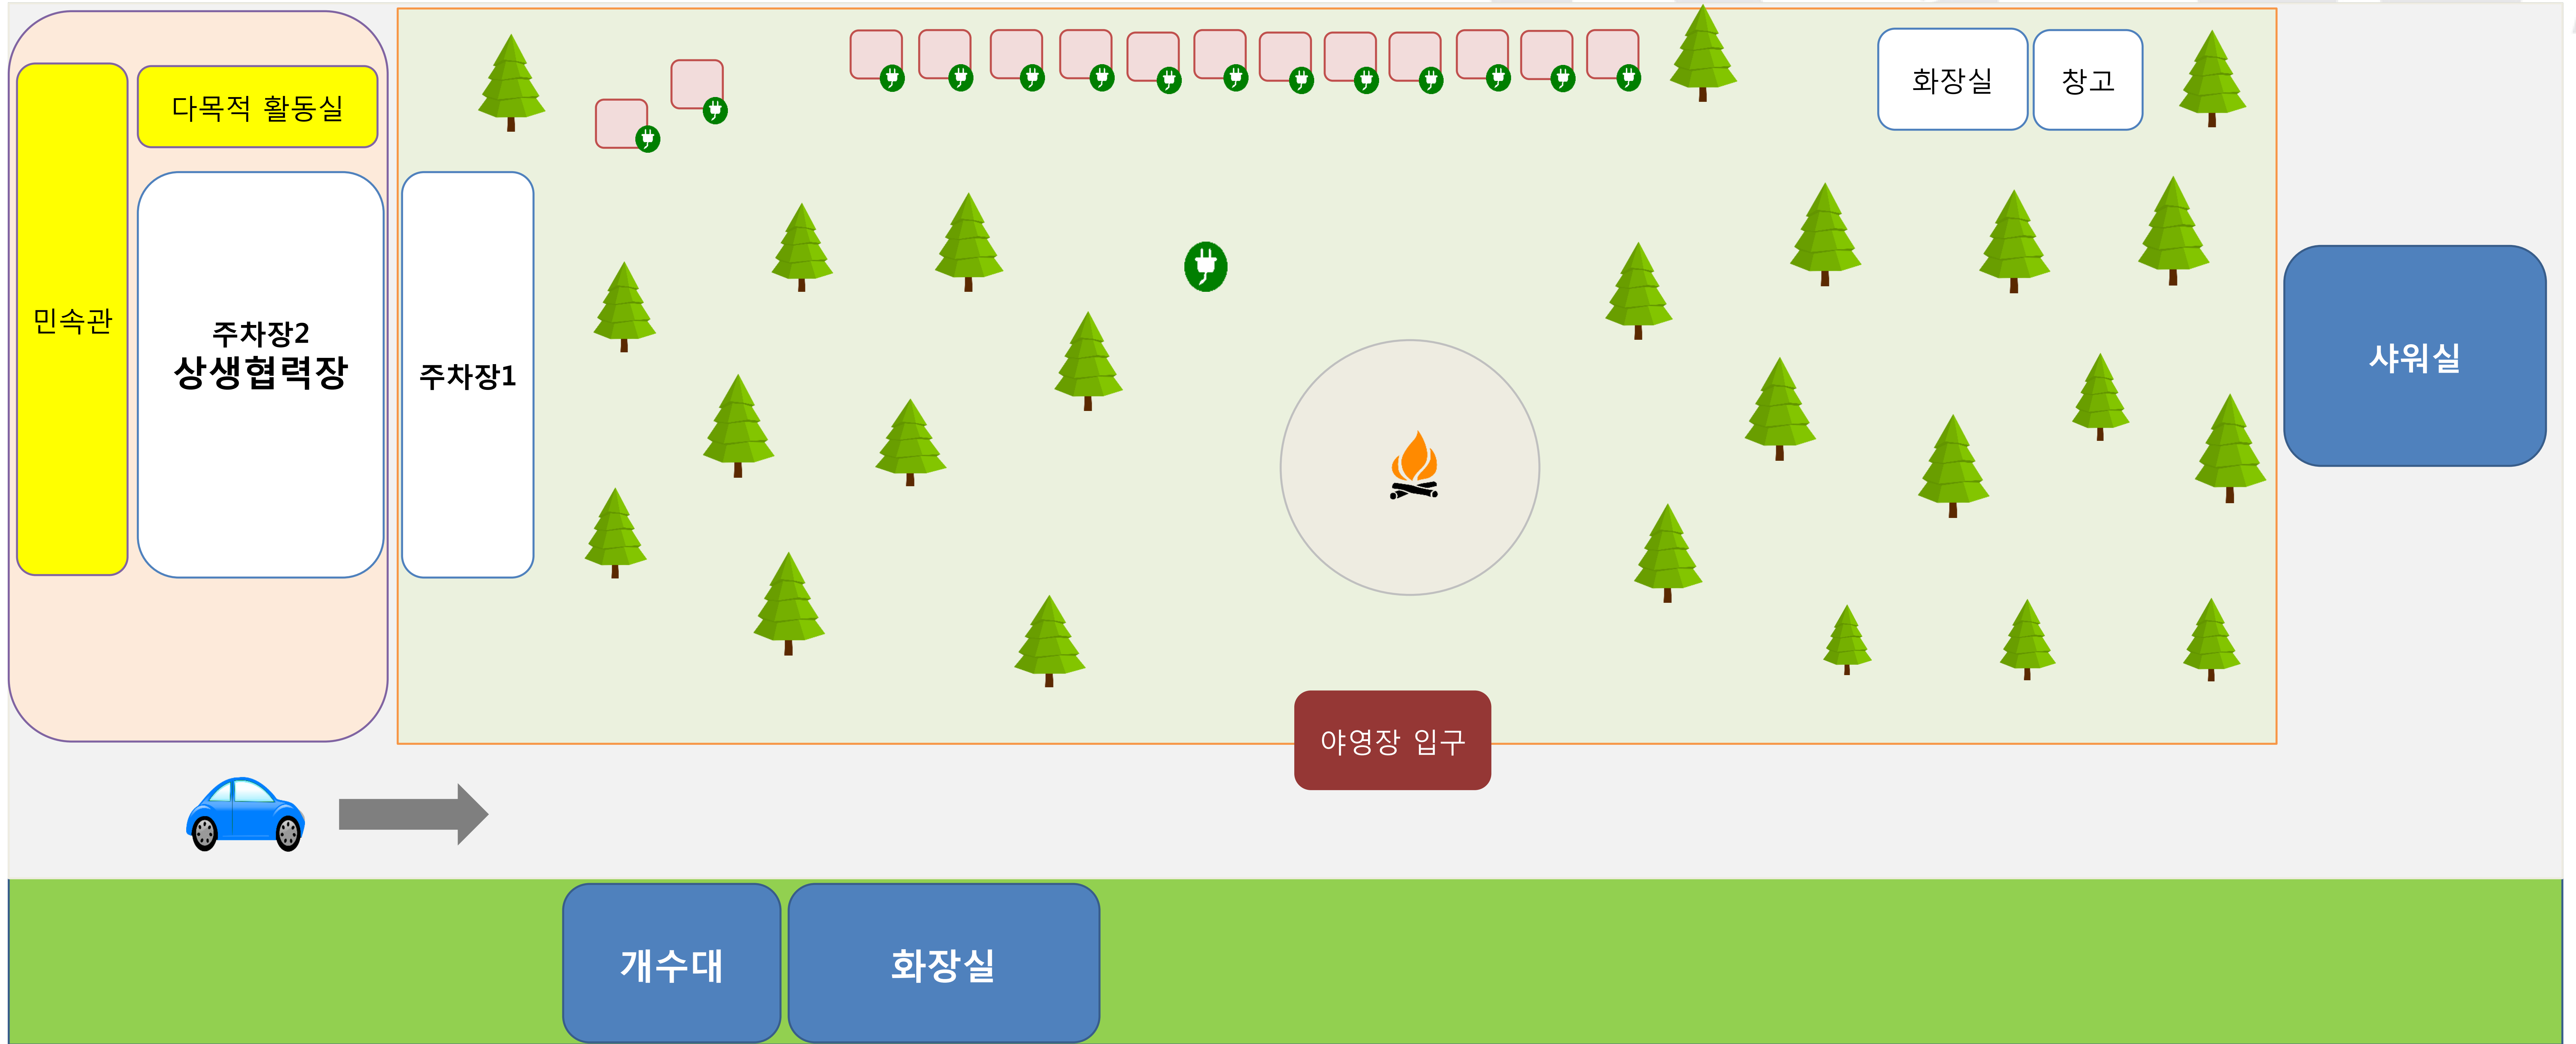 다목적 활동실
화장실
창고
민속관
주차장2
상생협력장
주차장1
샤워실
야영장 입구
개수대
화장실